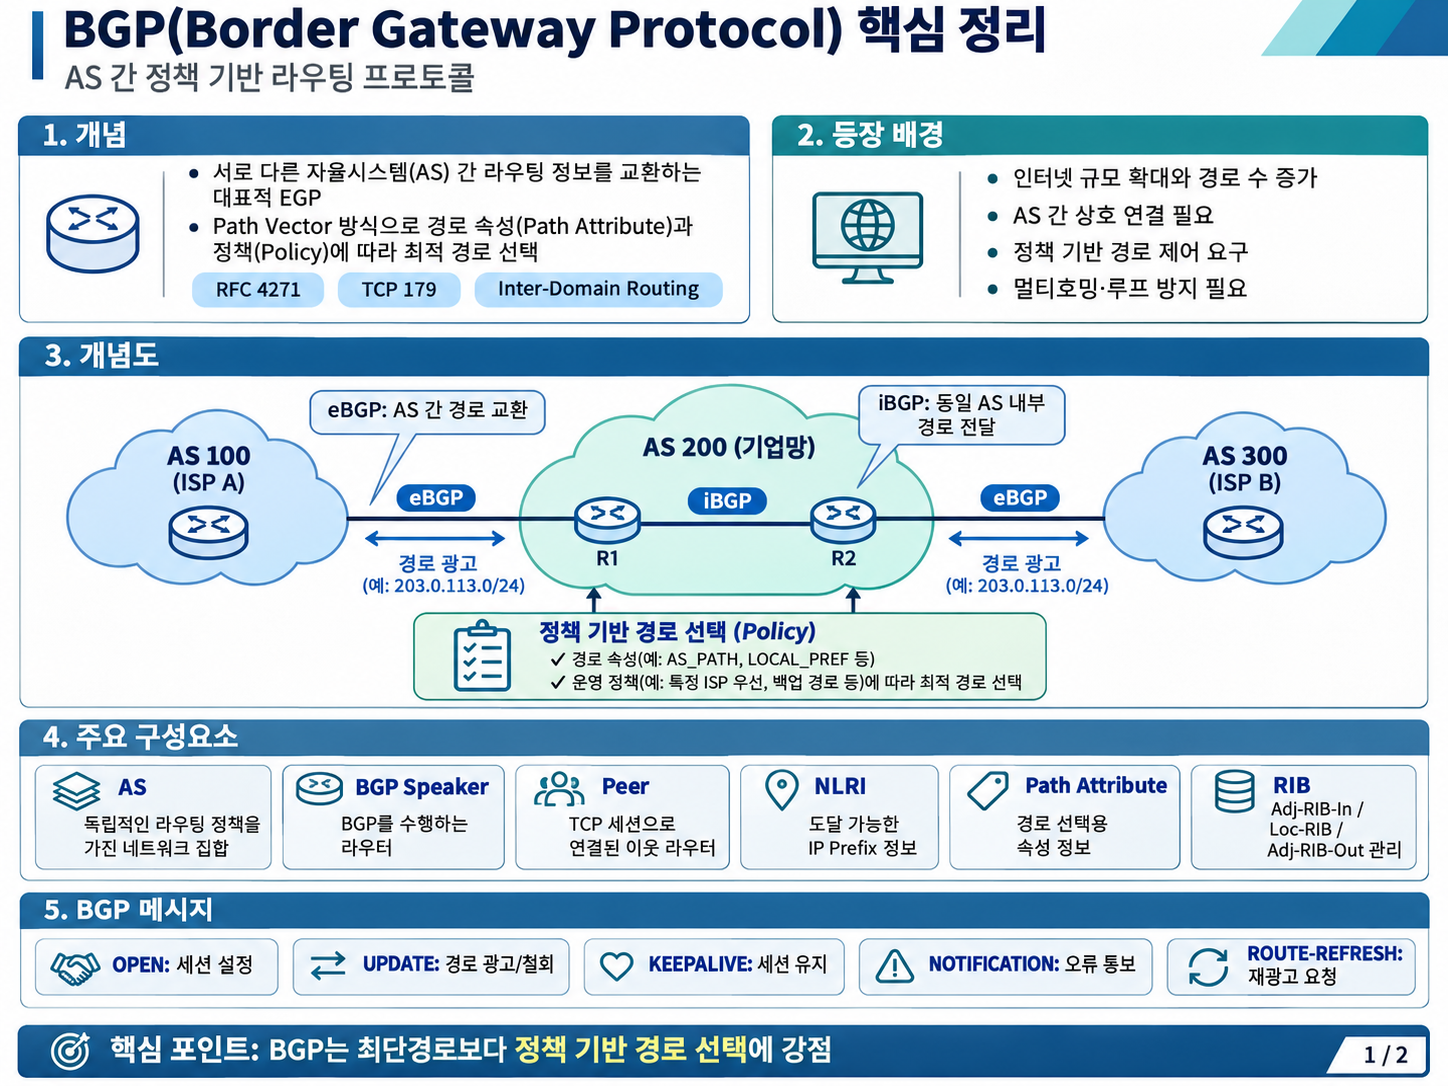 BGP(Border Gateway Protocol) 핵심 정리
AS 간 정책 기반 라우팅 프로토콜
1. 개념
• 서로 다른 자율시스템(AS) 간 라우팅 정보를 교환하는
대표적 EGP
• Path Vector 방식으로 경로 속성(Path Attribute)과
정책(Policy)에 따라 최적 경로 선택
RFC 4271
TCP 179
Inter-Domain Routing
2. 등장 배경
• 인터넷 규모 확대와 경로 수 증가
• AS 간 상호 연결 필요
• 정책 기반 경로 제어 요구
• 멀티호밍·루프 방지 필요
3. 개념도
eBGP: AS 간 경로 교환
iBGP: 동일 AS 내부
경로 전달
AS 100
(ISP A)
eBGP
경로 광고
(예: 203.0.113.0/24)
AS 200 (기업망)
iBGP
R1
R2
eBGP
경로 광고
(예: 203.0.113.0/24)
AS 300
(ISP B)
정책 기반 경로 선택 (Policy)
✓ 경로 속성(예: AS_PATH, LOCAL_PREF 등)
✓ 운영 정책(예: 특정 ISP 우선, 백업 경로 등)에 따라 최적 경로 선택
4. 주요 구성요소
AS
독립적인 라우팅 정책을
가진 네트워크 집합
BGP Speaker
BGP를 수행하는
라우터
Peer
TCP 세션으로
연결된 이웃 라우터
NLRI
도달 가능한
IP Prefix 정보
Path Attribute
경로 선택용
속성 정보
RIB
Adj-RIB-In /
Loc-RIB /
Adj-RIB-Out 관리
5. BGP 메시지
OPEN: 세션 설정
UPDATE: 경로 광고/철회
KEEPALIVE: 세션 유지
NOTIFICATION: 오류 통보
ROUTE-REFRESH:
재광고 요청
핵심 포인트: BGP는 최단경로보다 정책 기반 경로 선택에 강점
1 / 2